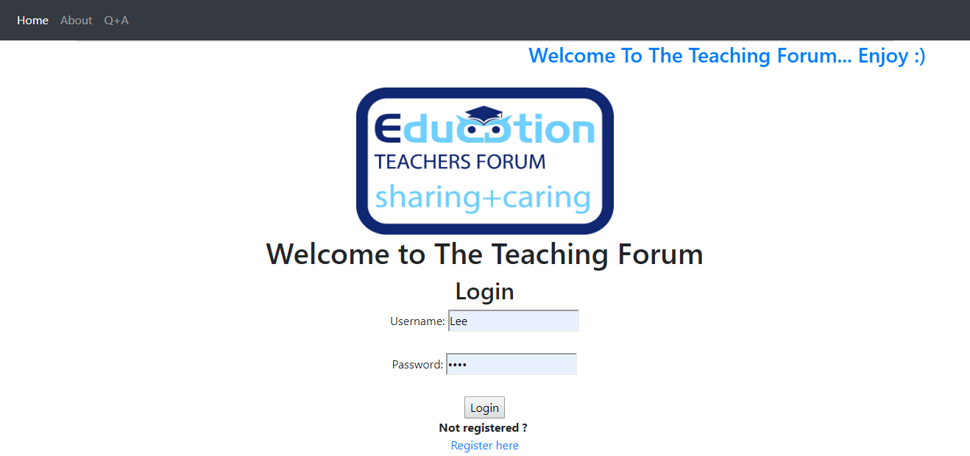 Home About Q+A
Welcome To The Teaching Forum... Enjoy :)
Education
TEACHERS FORUM
sharing+caring
Welcome to The Teaching Forum
Login
Username: Lee
Password: ••••
Login
Not registered ?
Register here